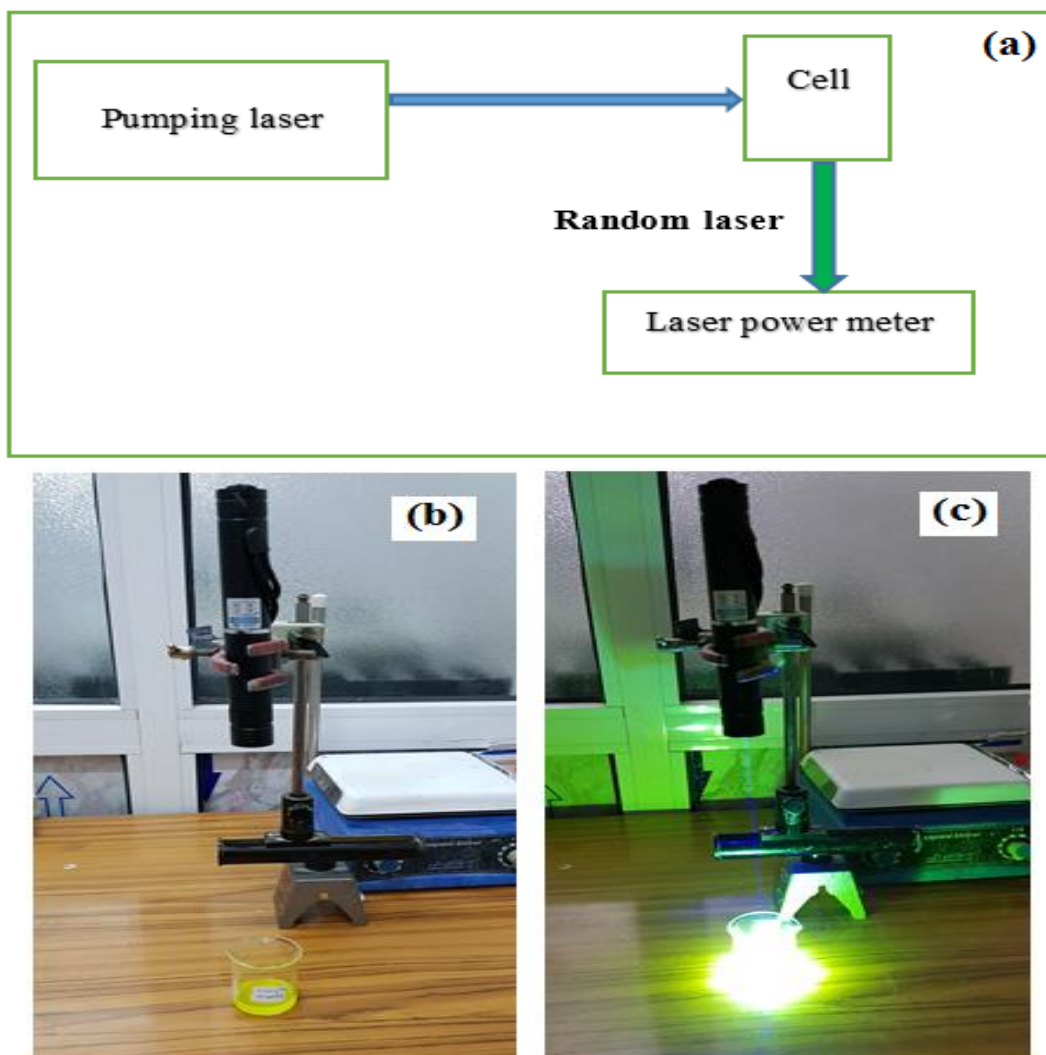 (a)
Pumping laser
Cell
Random laser
Laser power meter
(b)
(c)